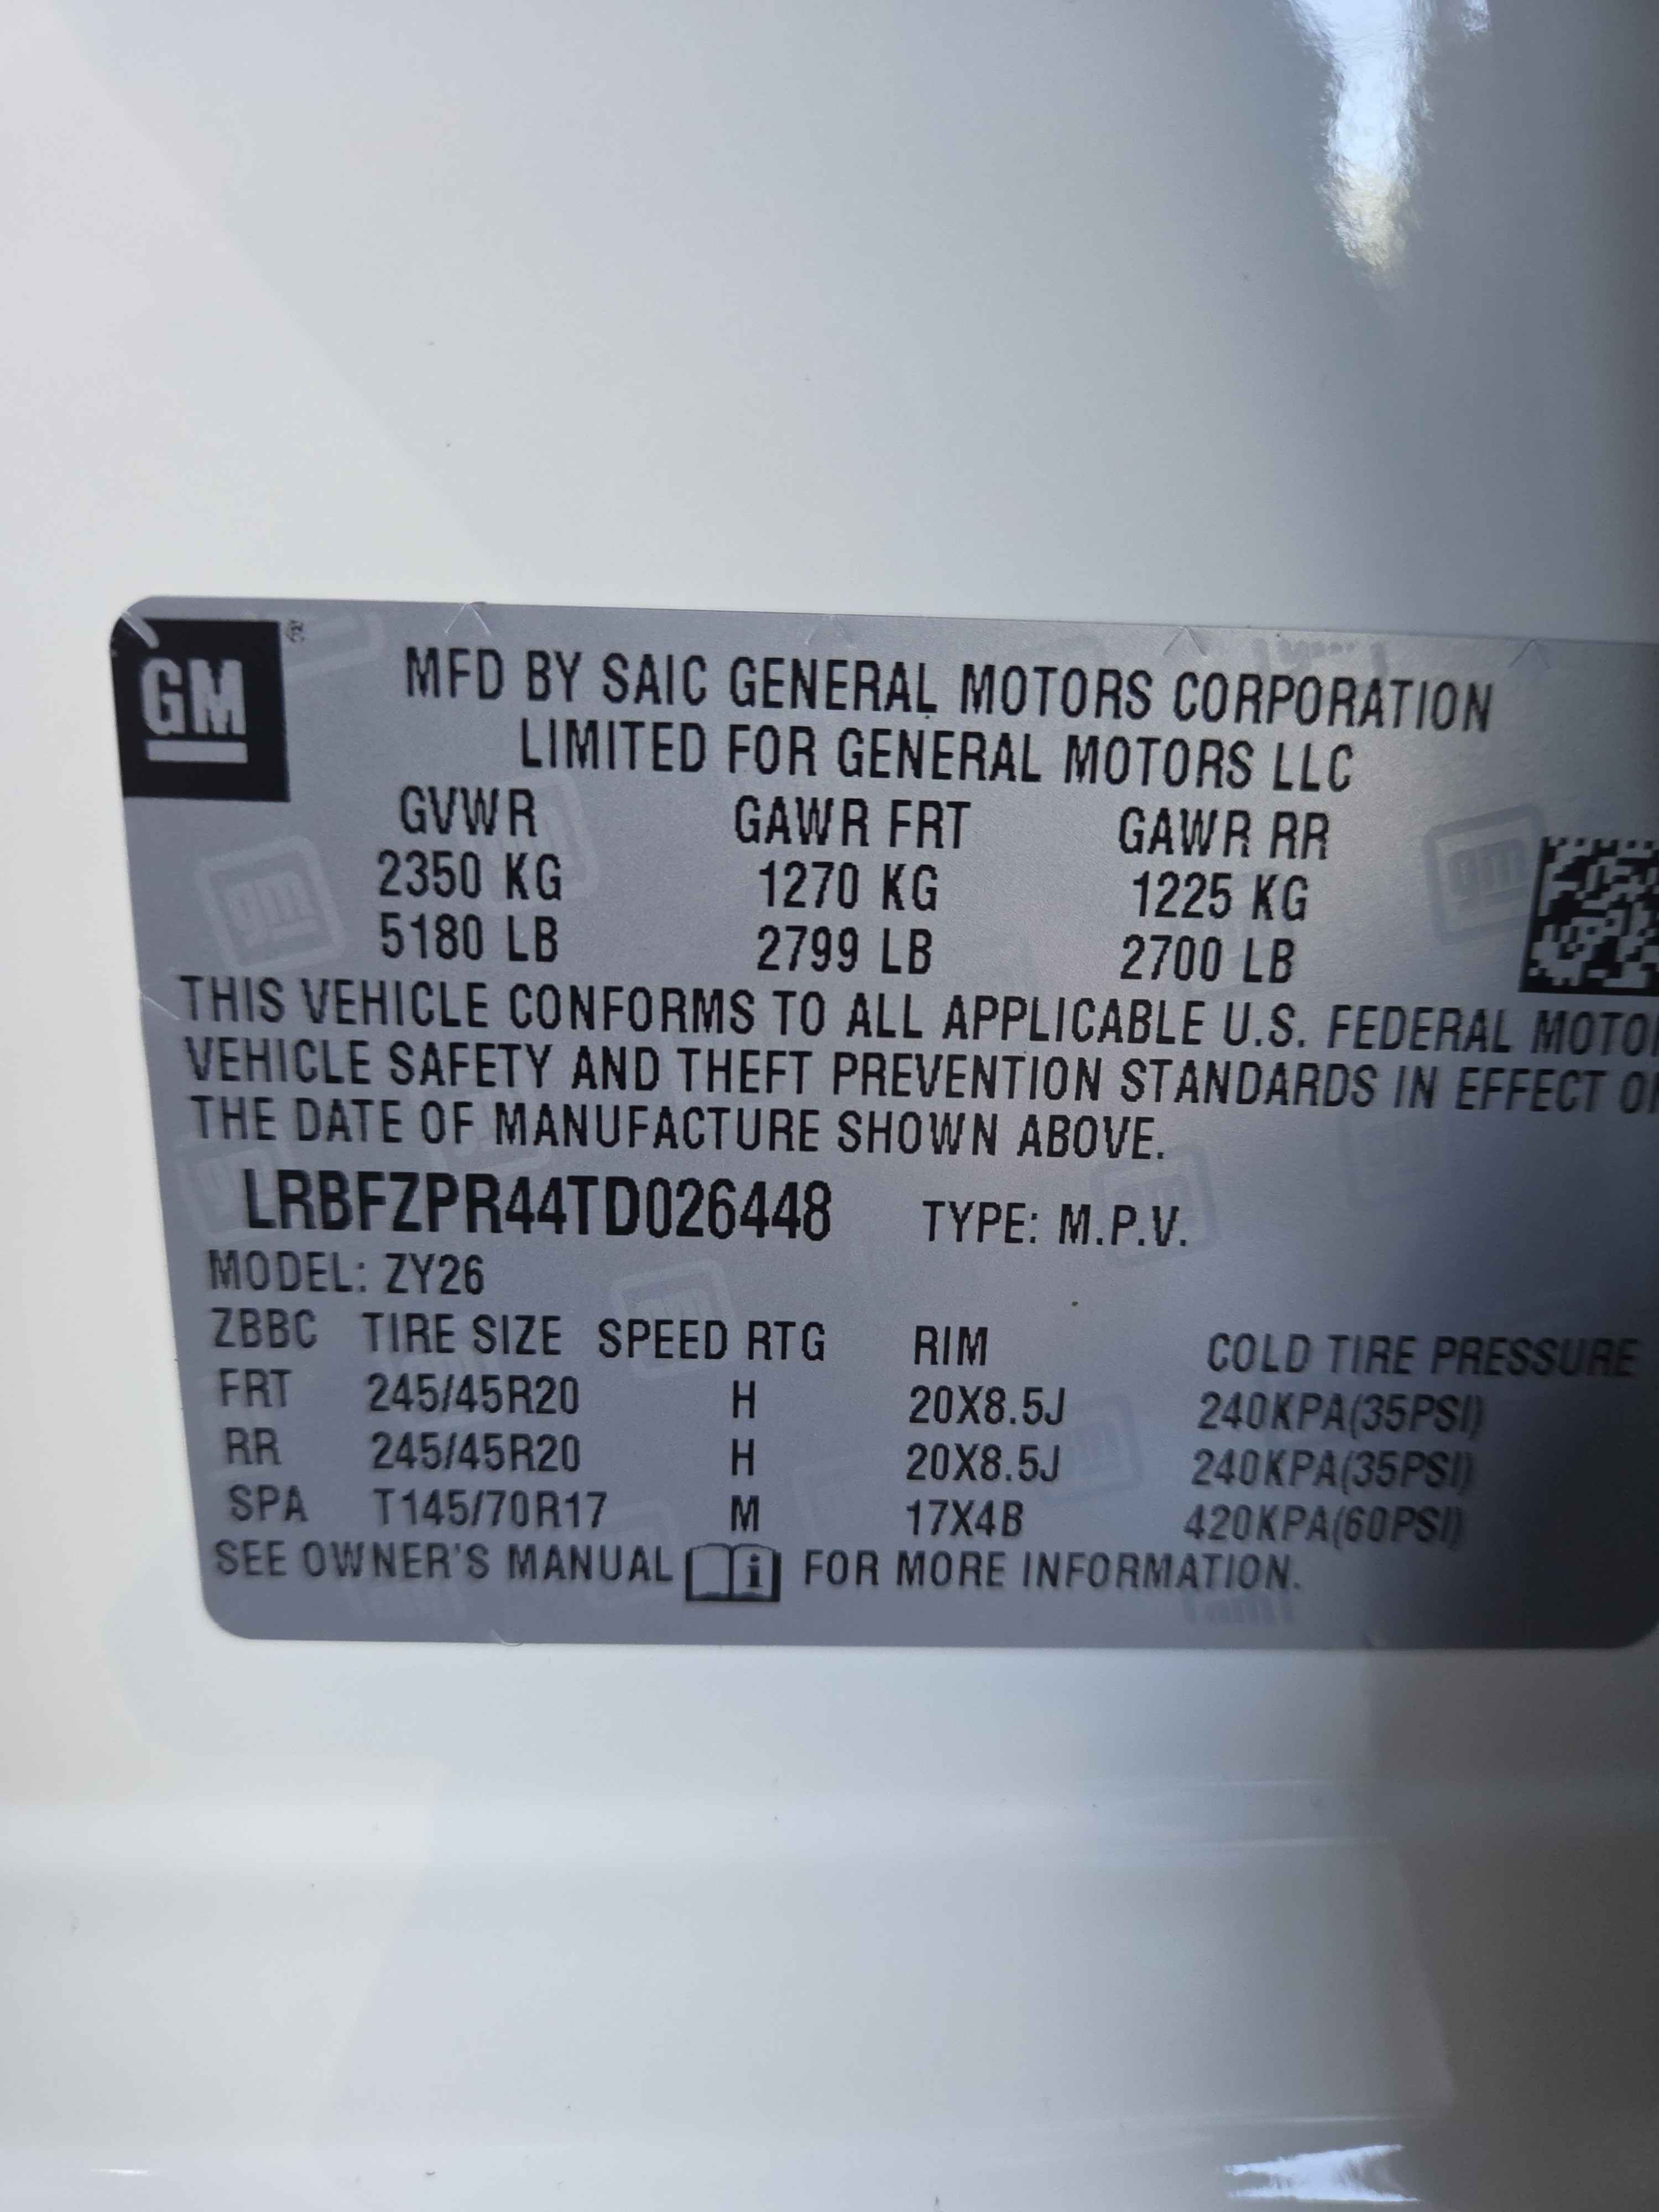 GM
MFD BY SAIC GENERAL MOTORS CORPORATION
LIMITED FOR GENERAL MOTORS LLC
GVWR GAWR FRT GAWR RR
2350 KG 1270 KG 1225 KG
5180 LB 2799 LB 2700 LB
THIS VEHICLE CONFORMS TO ALL APPLICABLE U.S. FEDERAL
VEHICLE SAFETY AND THEFT PREVENTION STANDARDS IN EFFECT
THE DATE OF MANUFACTURE SHOWN ABOVE.
LRBFZPR44TD026448 TYPE: M.P.V.
MODEL: ZY26
ZBBC TIRE SIZE SPEED RTG RIM COLD TIRE PRESSURE
FRT 245/45R20 H 20X8.5J 240KPA(35PSI)
RR 245/45R20 H 20X8.5J 240KPA(35PSI)
SPA T145/70R17 M 17X4B 420KPA(60PSI)
SEE OWNER'S MANUAL i FOR MORE INFORMATION.